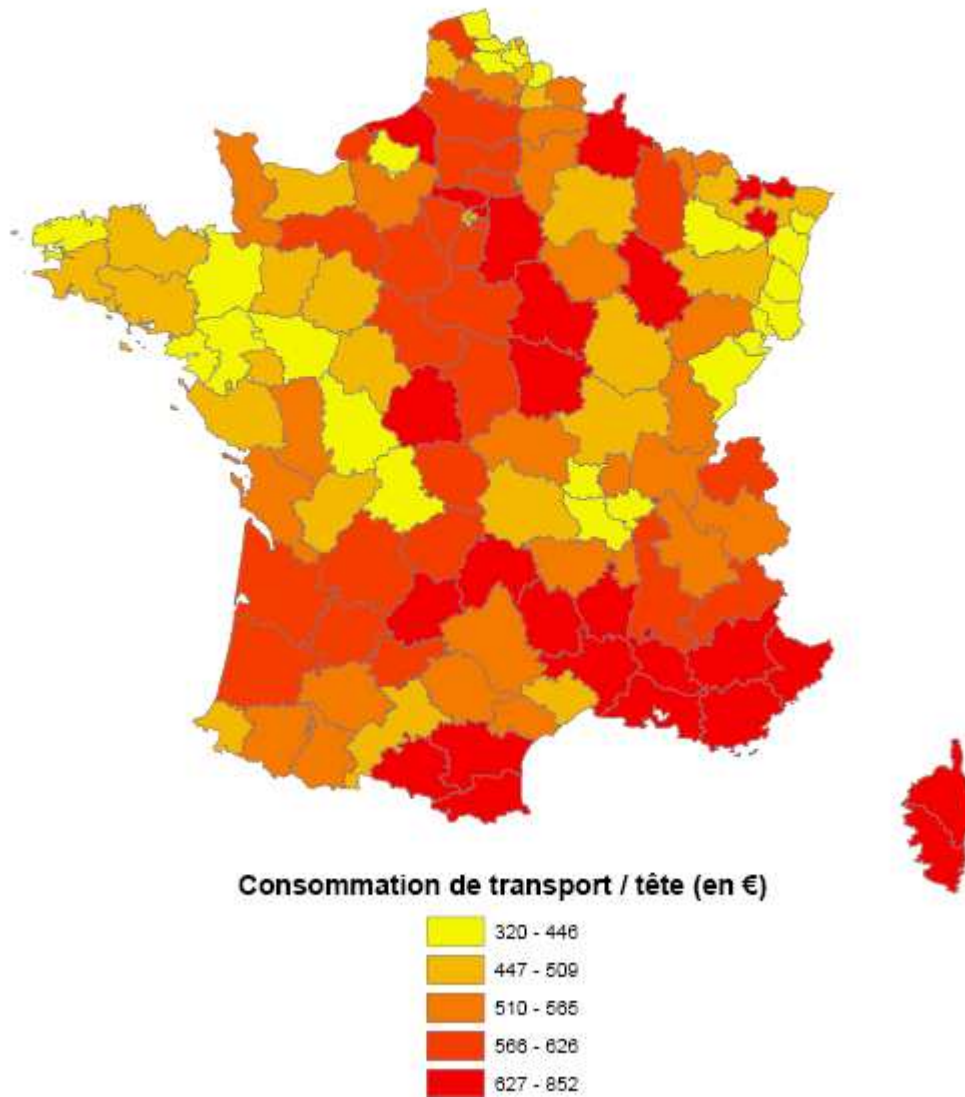 Consommation de transport / tête (en €)
320 - 446
447 - 509
510 - 565
566 - 626
627 - 852